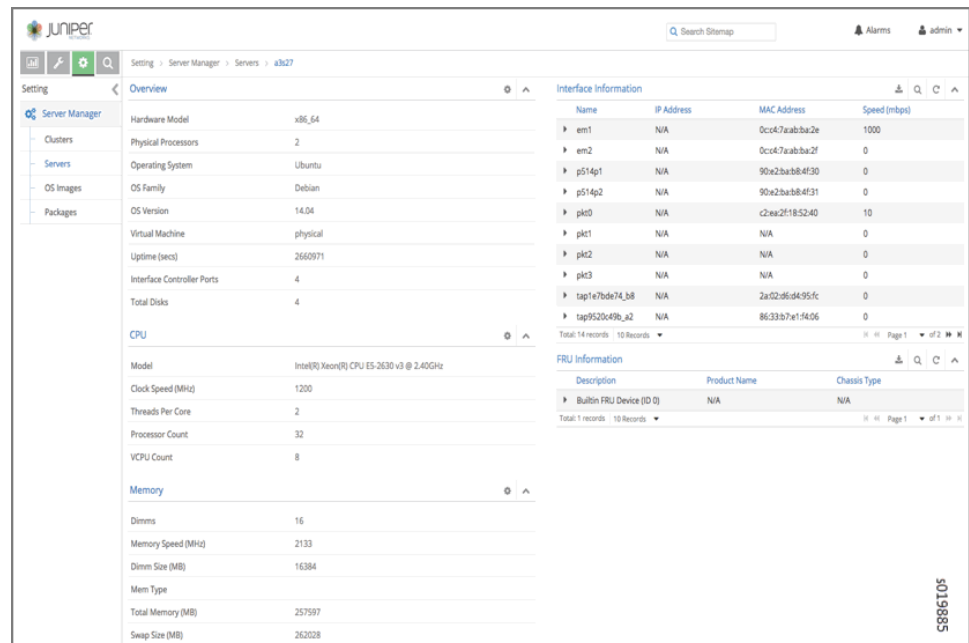 JUNIPER
NETWORKS
Search Sitemap
Alarms
admin
Setting > Server Manager > Servers > a3s27
Setting
Server Manager
Clusters
Servers
OS Images
Packages
Overview
Hardware Model x86_64
Physical Processors 2
Operating System Ubuntu
OS Family Debian
OS Version 14.04
Virtual Machine physical
Uptime (secs) 2660971
Interface Controller Ports 4
Total Disks 4
CPU
Model Intel(R) Xeon(R) CPU E5-2630 v3 @ 2.40GHz
Clock Speed (MHz) 1200
Threads Per Core 2
Processor Count 32
VCPU Count 8
Memory
Dimms 16
Memory Speed (MHz) 2133
Dimm Size (MB) 16384
Mem Type
Total Memory (MB) 257597
Swap Size (MB) 262028
Interface Information
Name IP Address MAC Address Speed (mbps)
em1 N/A 0c:c4:7a:ab:ba:2e 1000
em2 N/A 0c:c4:7a:ab:ba:2f 0
p514p1 N/A 90:e2:ba:b8:4f:30 0
p514p2 N/A 90:e2:ba:b8:4f:31 0
pkt0 N/A c2:ea:2f:18:52:40 10
pkt1 N/A N/A 0
pkt2 N/A N/A 0
pkt3 N/A N/A 0
tap1e7bde74_b8 N/A 2a:02:d6:d4:95:fc 0
tap9520c49b_a2 N/A 86:33:b7:e1:f4:06 0
Total: 14 records 10 Records Page 1 of 2
FRU Information
Description Product Name Chassis Type
Builtin FRU Device (ID 0) N/A N/A
Total: 1 records 10 Records Page 1 of 1
s019885